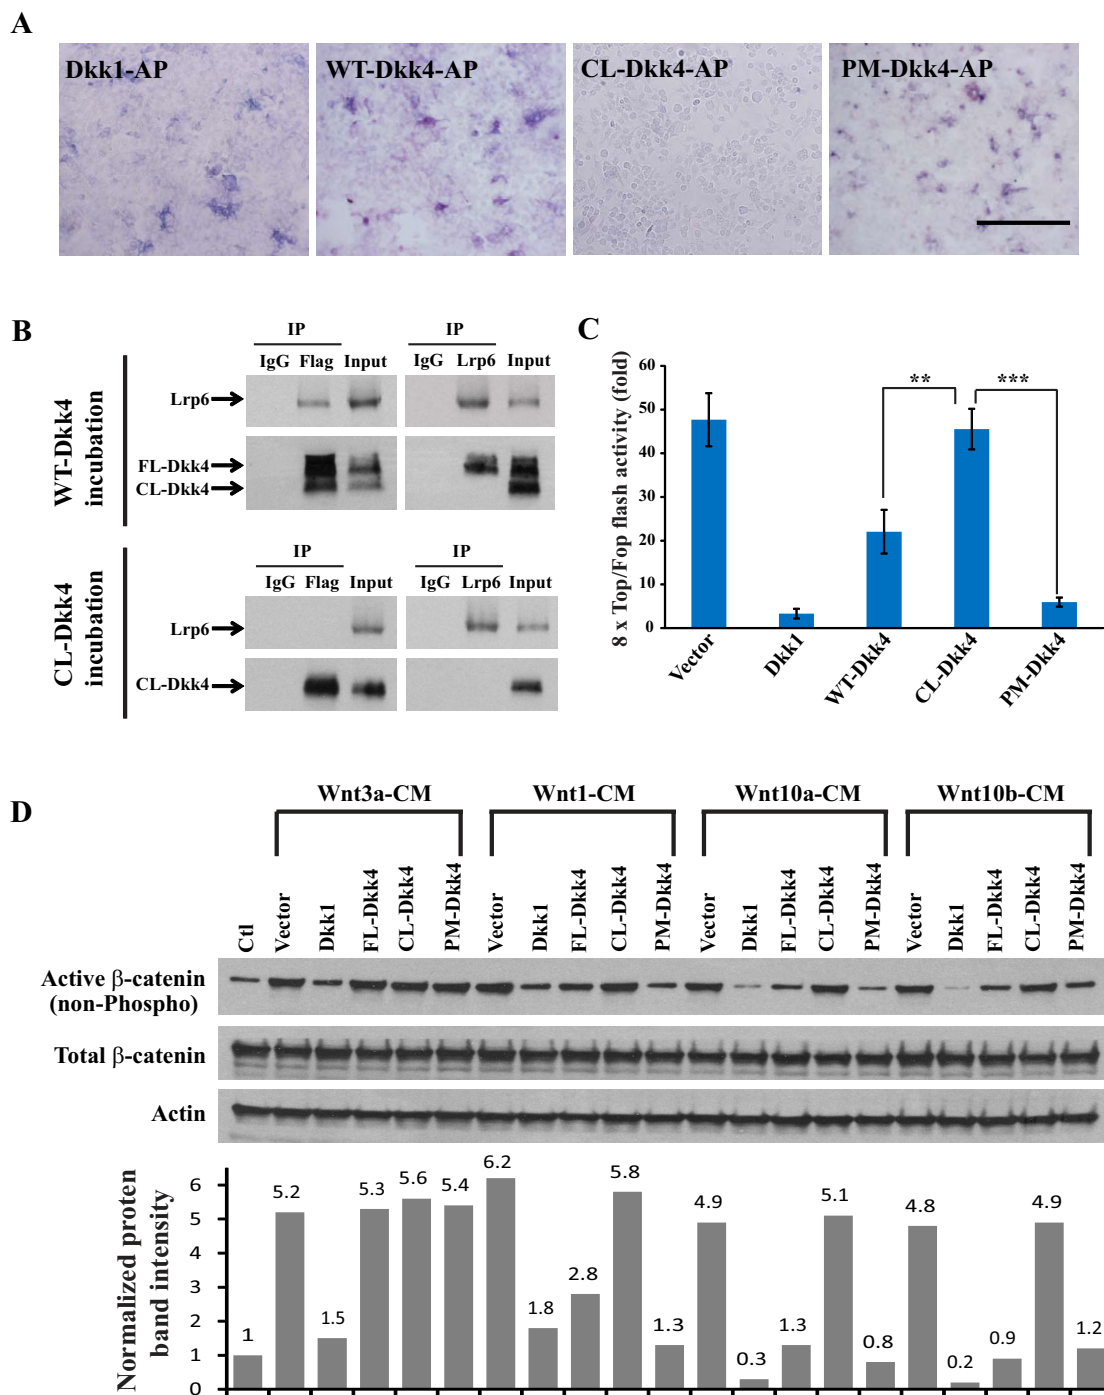 A
Dkk1-AP
WT-Dkk4-AP
CL-Dkk4-AP
PM-Dkk4-AP
B
WT-Dkk4
incubation
IP
IgG Flag Input
IP
IgG Lrp6 Input
Lrp6
FL-Dkk4
CL-Dkk4
CL-Dkk4
incubation
IP
IgG Flag Input
IP
IgG Lrp6 Input
Lrp6
CL-Dkk4
C
8 x Top/Fop flash activity (fold)
60
50
40
30
20
10
0
**
***
Vector
Dkk1
WT-Dkk4
CL-Dkk4
PM-Dkk4
D
Wnt3a-CM
Wnt1-CM
Wnt10a-CM
Wnt10b-CM
Ctl
Vector
Dkk1
FL-Dkk4
CL-Dkk4
PM-Dkk4
Vector
Dkk1
FL-Dkk4
CL-Dkk4
PM-Dkk4
Vector
Dkk1
FL-Dkk4
CL-Dkk4
PM-Dkk4
Vector
Dkk1
FL-Dkk4
CL-Dkk4
PM-Dkk4
Active β-catenin
(non-Phospho)
Total β-catenin
Actin
Normalized proten
band intensity
6
5
4
3
2
1
0
1
5.2
1.5
5.3
5.6
5.4
6.2
1.8
2.8
5.8
1.3
4.9
0.3
1.3
5.1
0.8
4.8
0.2
0.9
4.9
1.2